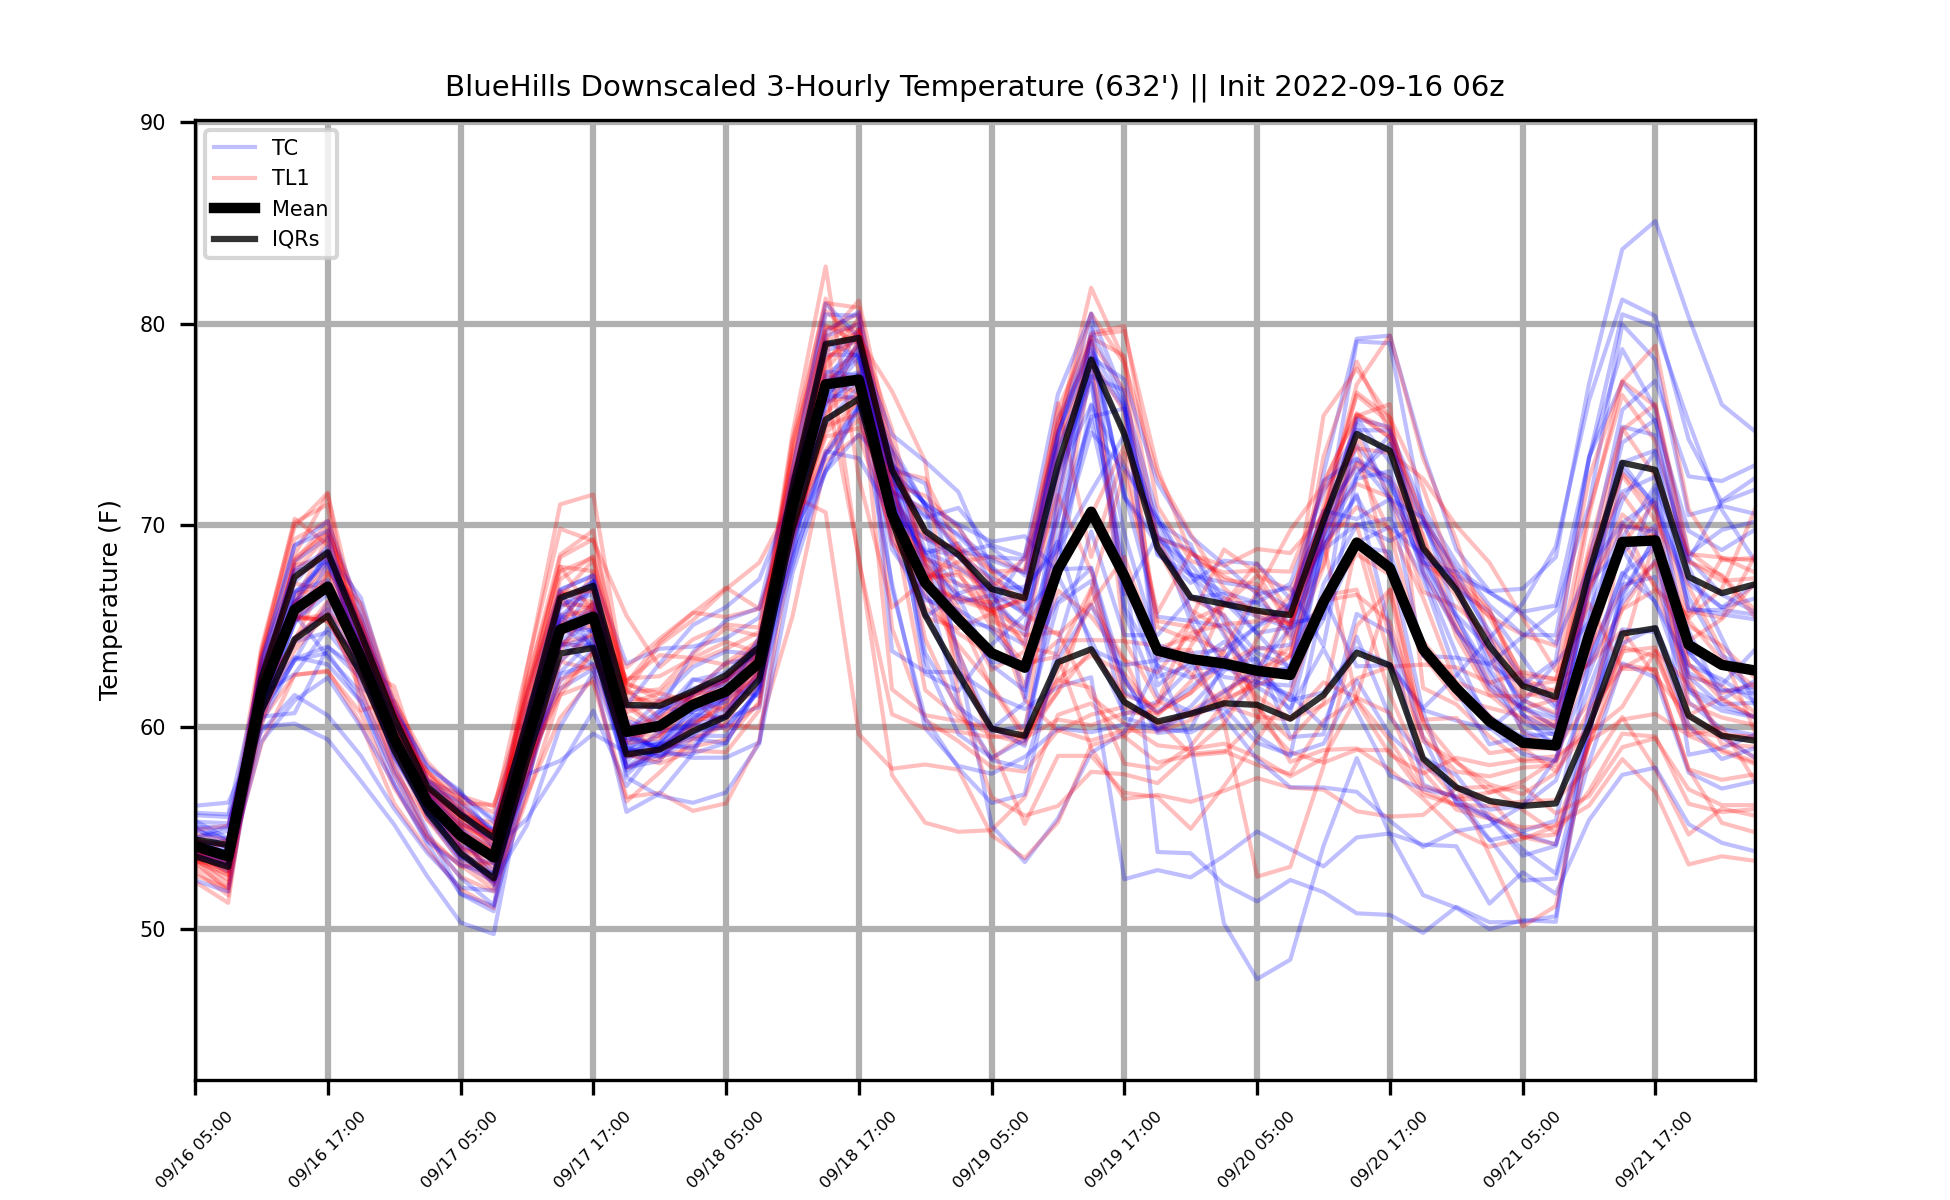 BlueHills Downscaled 3-Hourly Temperature (632') || Init 2022-09-16 06z
90
80
70
60
50
Temperature (F)
TC
TL1
Mean
IQRs
09/16 05:00
09/16 17:00
09/17 05:00
09/17 17:00
09/18 05:00
09/18 17:00
09/19 05:00
09/19 17:00
09/20 05:00
09/20 17:00
09/21 05:00
09/21 17:00